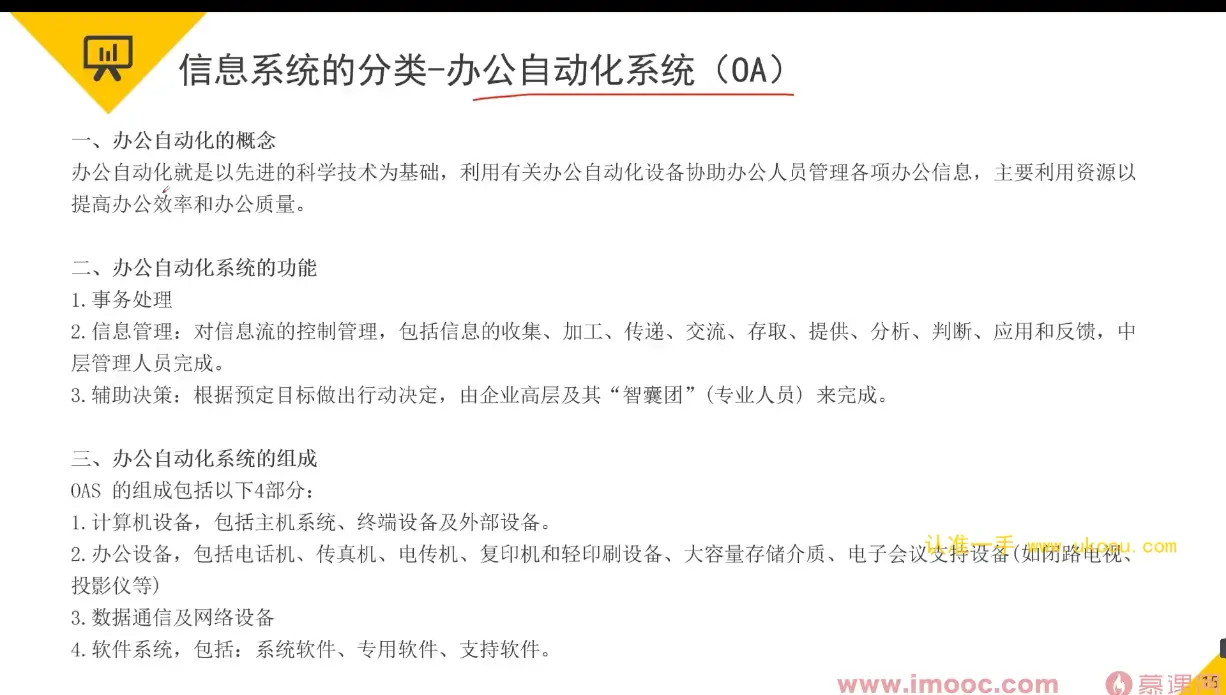 信息系统的分类-办公自动化系统（OA）
一、办公自动化的概念
办公自动化就是以先进的科学技术为基础，利用有关办公自动化设备协助办公人员管理各项办公信息，主要利用资源以
提高办公效率和办公质量。
二、办公自动化系统的功能
1.事务处理
2.信息管理：对信息流的控制管理，包括信息的收集、加工、传递、交流、存取、提供、分析、判断、应用和反馈，中
层管理人员完成。
3.辅助决策：根据预定目标做出行动决定，由企业高层及其“智囊团”(专业人员) 来完成。
三、办公自动化系统的组成
OAS 的组成包括以下4部分：
1.计算机设备，包括主机系统、终端设备及外部设备。
2.办公设备，包括电话机、传真机、电传机、复印机和轻印刷设备、大容量存储介质、电子会议支持设备(如闭路电视、
认准一手
投影仪等)
3.数据通信及网络设备
4.软件系统，包括：系统软件、专用软件、支持软件。
www.imooc.com 慕课
15